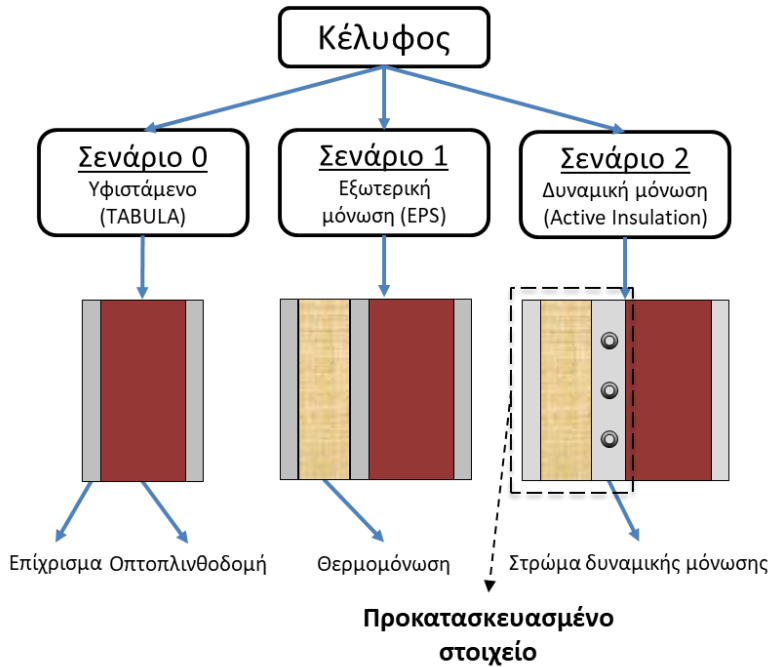 Κέλυφος
Σενάριο 0
Υφιστάμενο
(TABULA)
Σενάριο 1
Εξωτερική
μόνωση (EPS)
Σενάριο 2
Δυναμική μόνωση
(Active Insulation)
Επίχρισμα
Οπτοπλινθοδομή
Θερμομόνωση
Στρώμα δυναμικής μόνωσης
Προκατασκευασμένο
στοιχείο